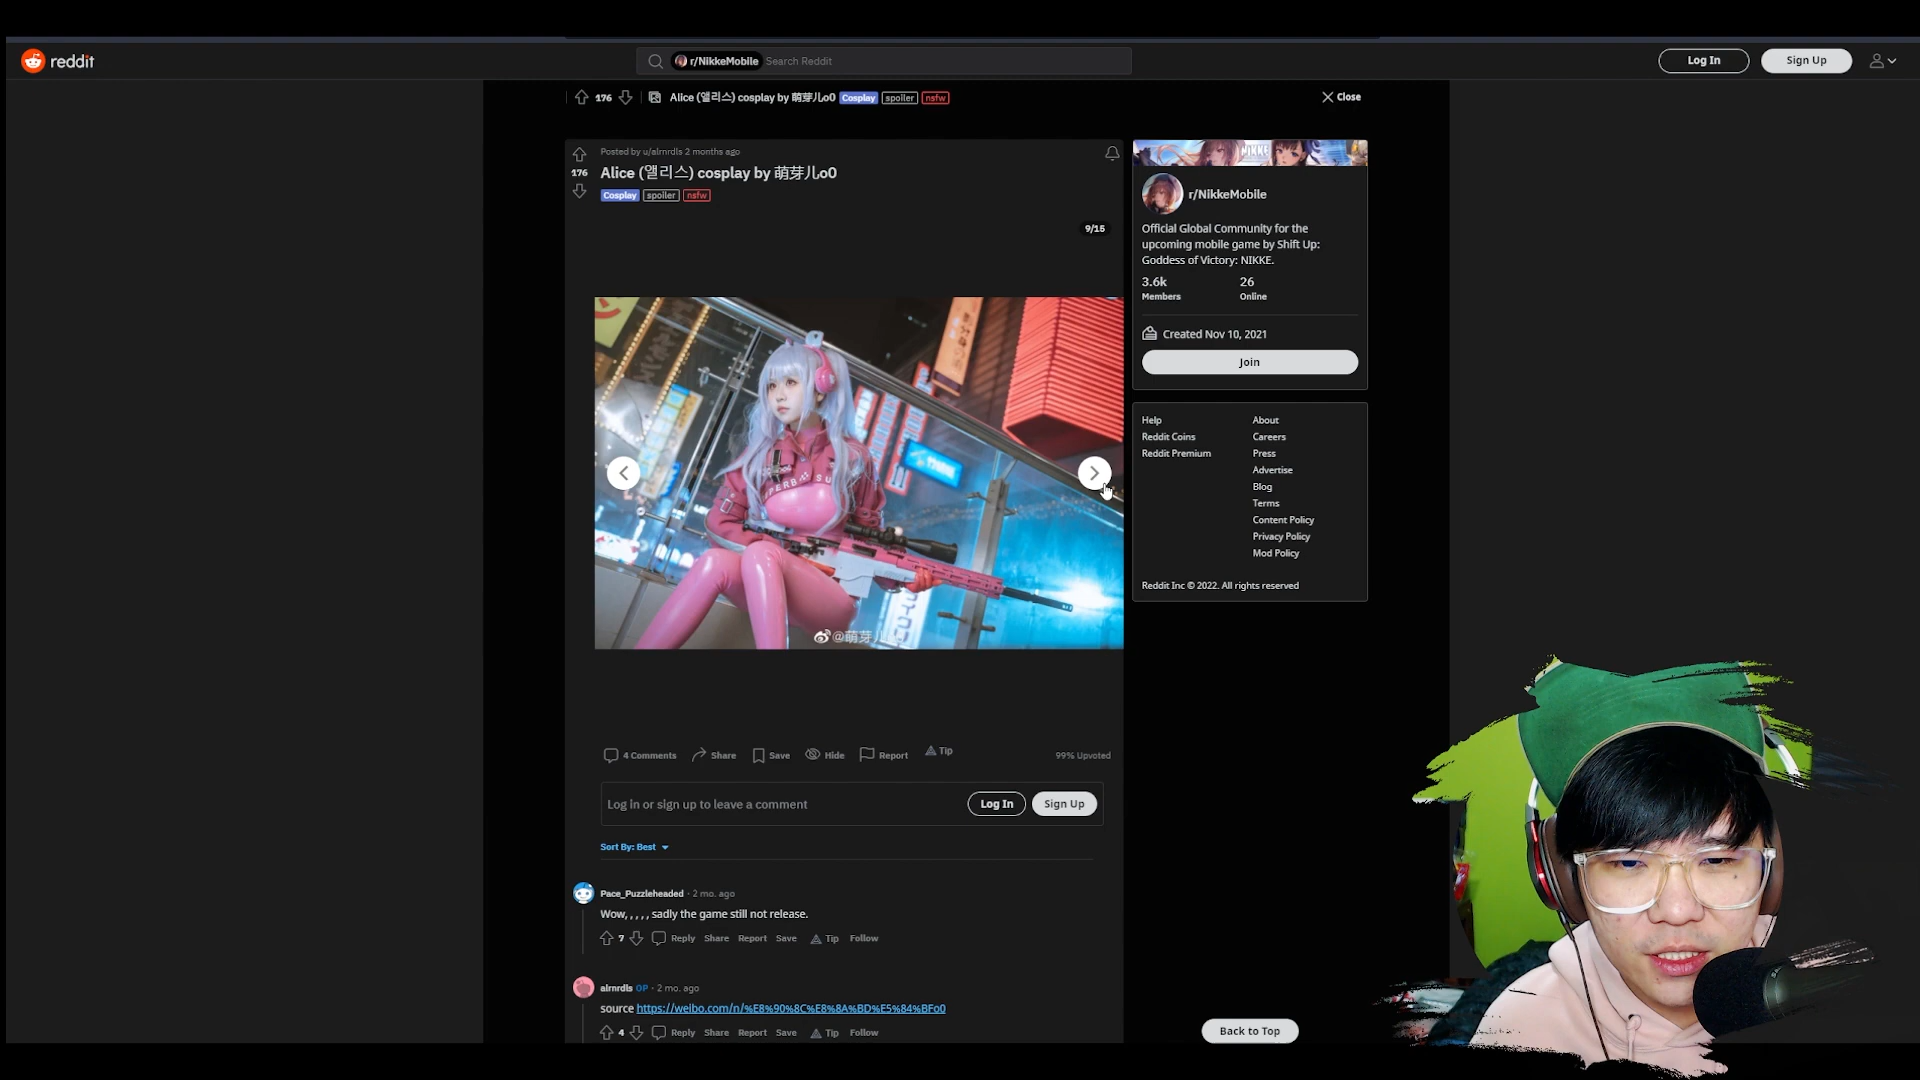 reddit
r/NikkeMobile Search Reddit
Log In
Sign Up
176
Alice (앨리스) cosplay by 萌芽儿o0 Cosplay spoiler nsfw
Close
Posted by u/alrnrdls 2 months ago
176
Alice (앨리스) cosplay by 萌芽儿o0
Cosplay spoiler nsfw
9/15
SUPERB SU
@萌芽儿
4 Comments Share Save Hide Report Tip 99% Upvoted
Log in or sign up to leave a comment
Log In
Sign Up
Sort By: Best
Pace_Puzzleheaded · 2 mo. ago
Wow, , , , , sadly the game still not release.
7 Reply Share Report Save Tip Follow
alrnrdls OP · 2 mo. ago
source https://weibo.com/n/%E8%90%8C%E8%8A%BD%E5%84%BFo0
4 Reply Share Report Save Tip Follow
NIKKE
r/NikkeMobile
Official Global Community for the
upcoming mobile game by Shift Up:
Goddess of Victory: NIKKE.
3.6k
Members
26
Online
Created Nov 10, 2021
Join
Help
Reddit Coins
Reddit Premium
About
Careers
Press
Advertise
Blog
Terms
Content Policy
Privacy Policy
Mod Policy
Reddit Inc © 2022. All rights reserved
Back to Top